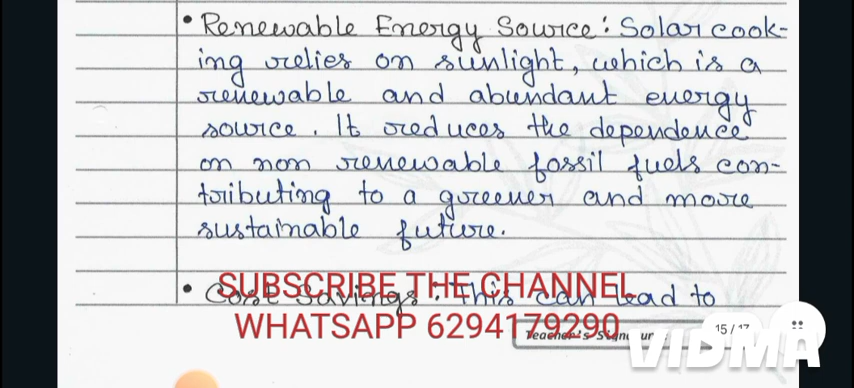 • Renewable Energy Source: Solar cook-
ing relies on sunlight, which is a
renewable and abundant energy
source. It reduces the dependence
on non renewable fossil fuels con-
tributing to a greener and more
sustainable future.
• Cost Savings: This can lead to
SUBSCRIBE THE CHANNEL
WHATSAPP 6294179290
Teacher's Signatur
15 / 17
VIDMA